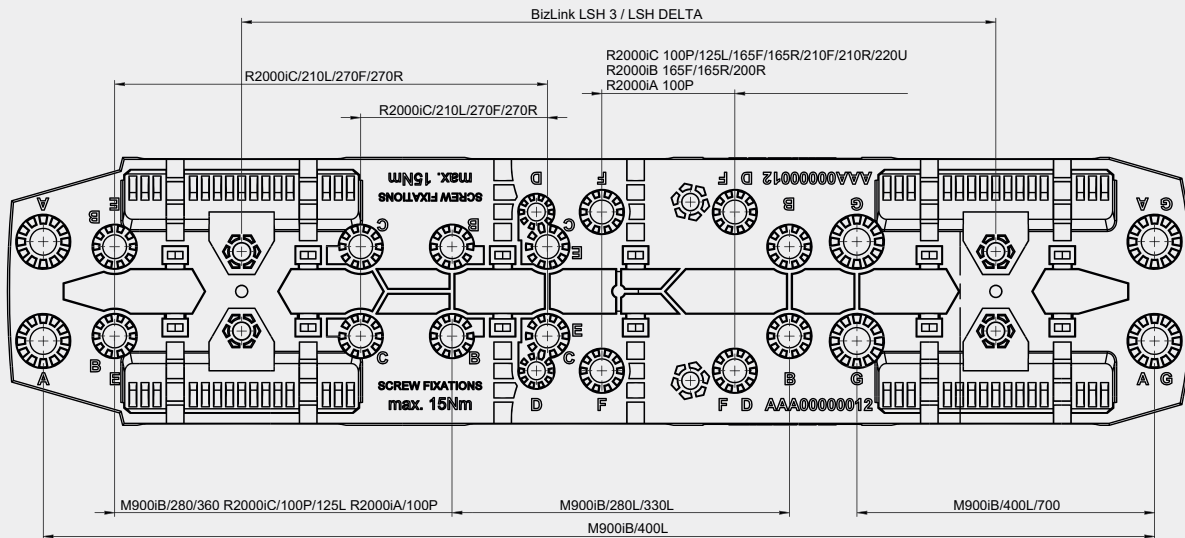 BizLink LSH 3 / LSH DELTA
R2000iC 100P/125L/165F/165R/210F/210R/220U
R2000iB 165F/165R/200R
R2000iA 100P
R2000iC/210L/270F/270R
R2000iC/210L/270F/270R
max. 15Nm
SCREW FIXATIONS
D F F D AAA00000012
A B E C B C E B G G A
A B E C B E C B G A G
D F F D AAA00000012
SCREW FIXATIONS
max. 15Nm
M900iB/280/360 R2000iC/100P/125L R2000iA/100P
M900iB/280L/330L
M900iB/400L/700
M900iB/400L